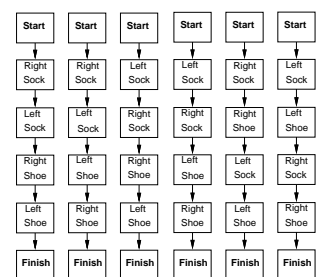 Start Start Start Start Start Start
Right Right Left Left Right Left
Sock Sock Sock Sock Sock Sock
Left Left Right Right Right Left
Sock Sock Sock Sock Shoe Shoe
Right Left Right Left Left Right
Shoe Shoe Shoe Shoe Sock Sock
Left Right Left Right Left Right
Shoe Shoe Shoe Shoe Shoe Shoe
Finish Finish Finish Finish Finish Finish